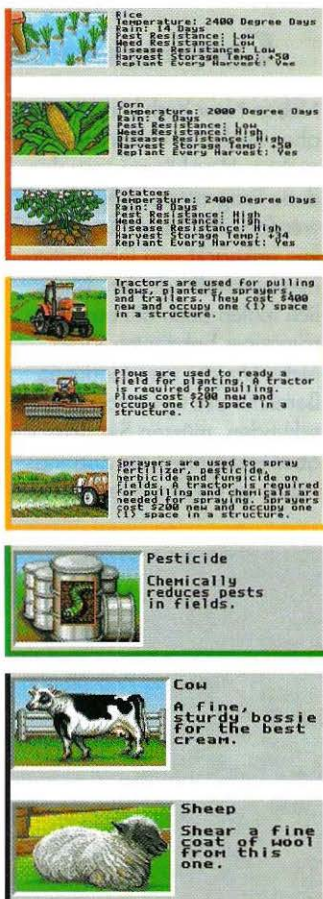 Rice
Temperature: 2400 Degree Days
Rain: 14 Days
Pest Resistance: Low
Weed Resistance: Low
Disease Resistance: Low
Harvest Storage Temp: +50
Replant Every Harvest: Yes
Corn
Temperature: 2000 Degree Days
Rain: 6 Days
Pest Resistance: Low
Weed Resistance: High
Disease Resistance: High
Harvest Storage Temp: +50
Replant Every Harvest: Yes
Potatoes
Temperature: 2400 Degree Days
Rain: 8 Days
Pest Resistance: High
Weed Resistance: High
Disease Resistance: High
Harvest Storage Temp: +34
Replant Every Harvest: Yes
Tractors are used for pulling
plows, planters, sprayers,
and trailers. They cost $400
new and occupy one (1) space
in a structure.
Plows are used to ready a
field for planting. A tractor
is required for pulling.
Plows cost $200 new and
occupy one (1) space in a
structure.
Sprayers are used to spray
fertilizer, pesticide,
herbicide and fungicide on
fields. A tractor is required
for pulling and chemicals are
needed for spraying. Sprayers
cost $200 new and occupy one
(1) space in a structure.
Pesticide
Chemically
reduces pests
in fields.
Cow
A fine,
sturdy bossie
for the best
cream.
Sheep
Shear a fine
coat of wool
from this
one.